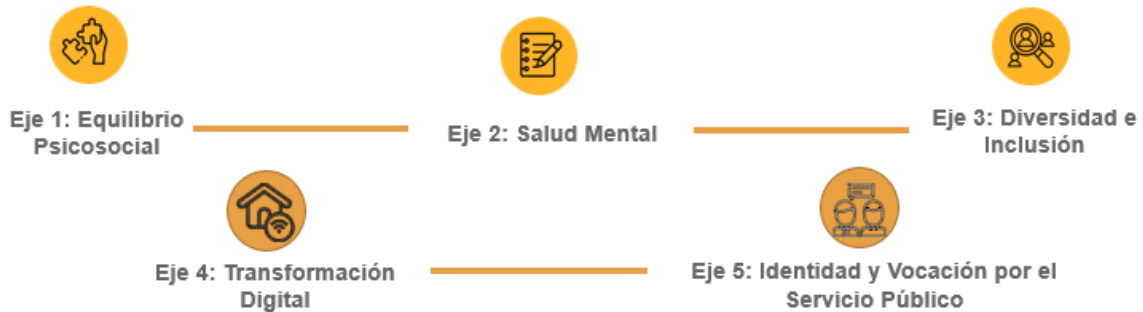 Eje 1: Equilibrio
Psicosocial
Eje 2: Salud Mental
Eje 3: Diversidad e
Inclusión
Eje 4: Transformación
Digital
Eje 5: Identidad y Vocación por el
Servicio Público